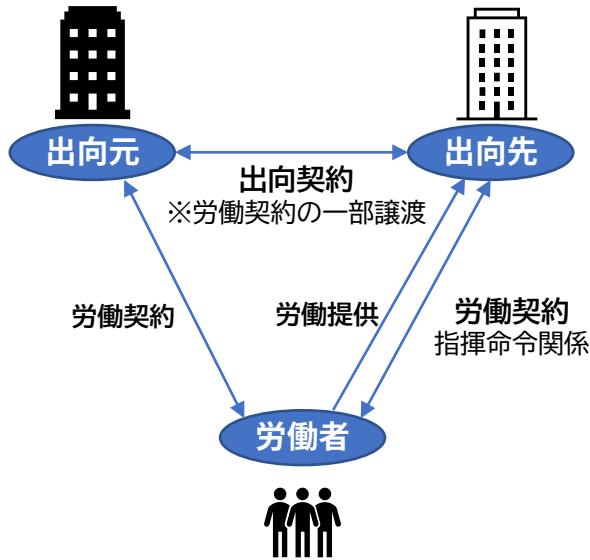 出向元
出向先
出向契約
※労働契約の一部譲渡
労働契約
労働提供
労働契約
指揮命令関係
労働者